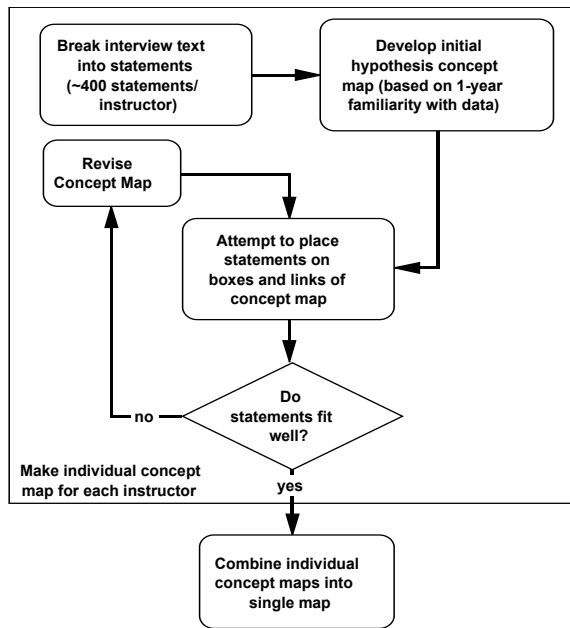 Break interview text
into statements
(~400 statements/
instructor)
Develop initial
hypothesis concept
map (based on 1-year
familiarity with data)
Revise
Concept Map
Attempt to place
statements on
boxes and links of
concept map
Do
statements fit
well?
no
Make individual concept
map for each instructor
yes
Combine individual
concept maps into
single map